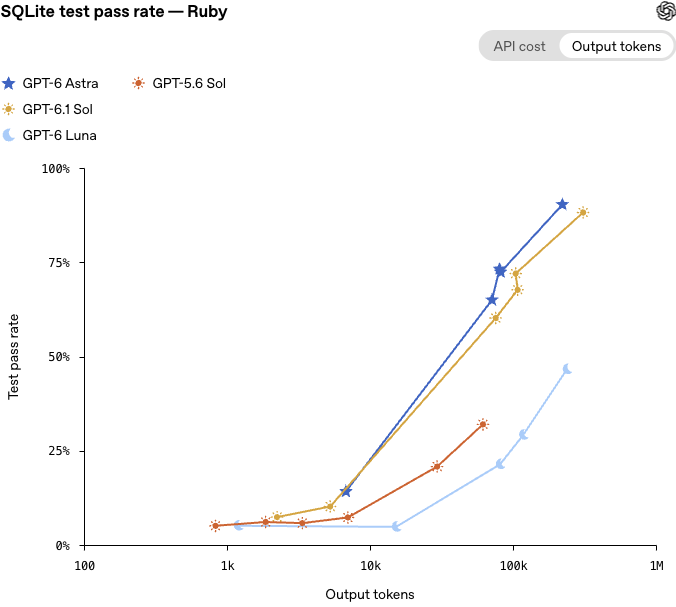 SQLite test pass rate — Ruby
API cost
Output tokens
GPT-6 Astra
GPT-5.6 Sol
GPT-6.1 Sol
GPT-6 Luna
100%
75%
50%
25%
0%
Test pass rate
100
1k
10k
100k
1M
Output tokens